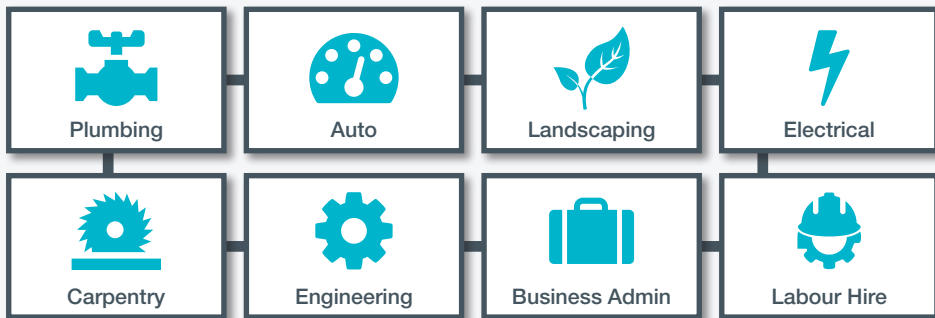 Plumbing
Auto
Landscaping
Electrical
Carpentry
Engineering
Business Admin
Labour Hire